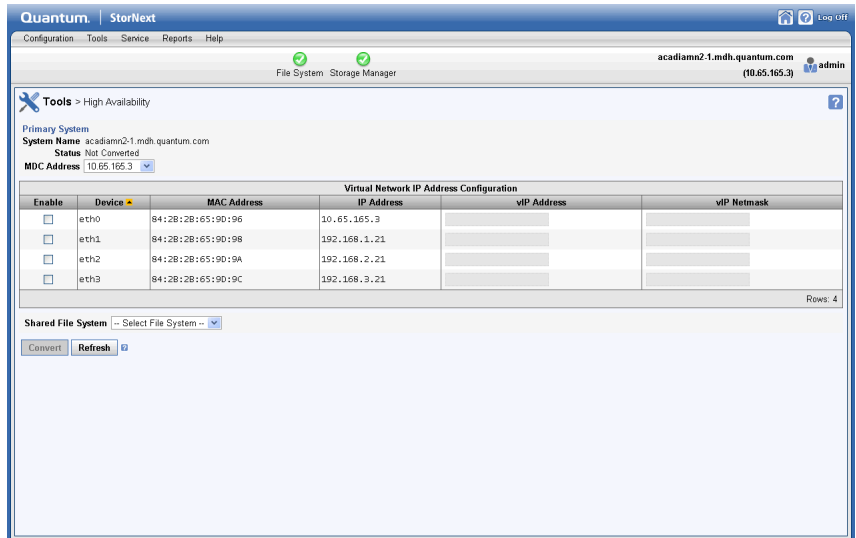 Quantum. StorNext Log Off
Configuration Tools Service Reports Help
File System Storage Manager
acadiamn2-1.mdh.quantum.com
(10.65.165.3)
admin
Tools > High Availability
Primary System
System Name acadiamn2-1.mdh.quantum.com
Status Not Converted
MDC Address 10.65.165.3
Virtual Network IP Address Configuration
Enable Device MAC Address IP Address vIP Address vIP Netmask
eth0 84:2B:2B:65:9D:96 10.65.165.3
eth1 84:2B:2B:65:9D:98 192.168.1.21
eth2 84:2B:2B:65:9D:9A 192.168.2.21
eth3 84:2B:2B:65:9D:9C 192.168.3.21
Rows: 4
Shared File System -- Select File System --
Convert Refresh